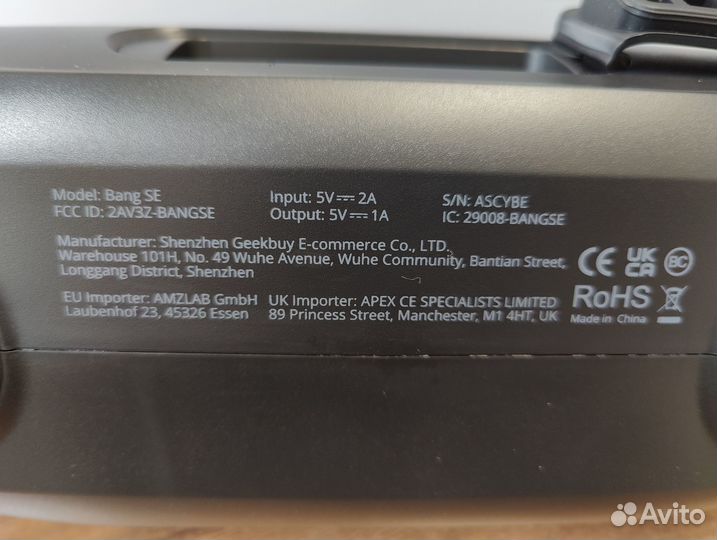 Model: Bang SE
FCC ID: 2AV3Z-BANGSE
Input: 5V⎓2A
Output: 5V⎓1A
S/N: ASCYBE
IC: 29008-BANGSE
Manufacturer: Shenzhen Geekbuy E-commerce Co., LTD.
Warehouse 101H, No. 49 Wuhe Avenue, Wuhe Community, Bantian Street,
Longgang District, Shenzhen
EU Importer: AMZLAB GmbH
Laubenhof 23, 45326 Essen
UK Importer: APEX CE SPECIALISTS LIMITED
89 Princess Street, Manchester, M1 4HT, UK
CE
UK
CA
BC
RoHS
Made in China
Avito